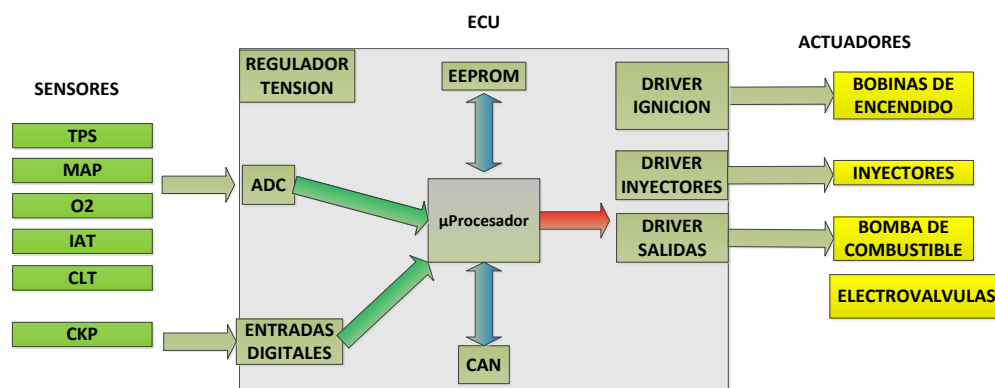 ECU
ACTUADORES
SENSORES
TPS
MAP
O2
IAT
CLT
CKP
REGULADOR
TENSION
ADC
ENTRADAS
DIGITALES
EEPROM
µProcesador
CAN
DRIVER
IGNICION
DRIVER
INYECTORES
DRIVER
SALIDAS
BOBINAS DE
ENCENDIDO
INYECTORES
BOMBA DE
COMBUSTIBLE
ELECTROVALVULAS